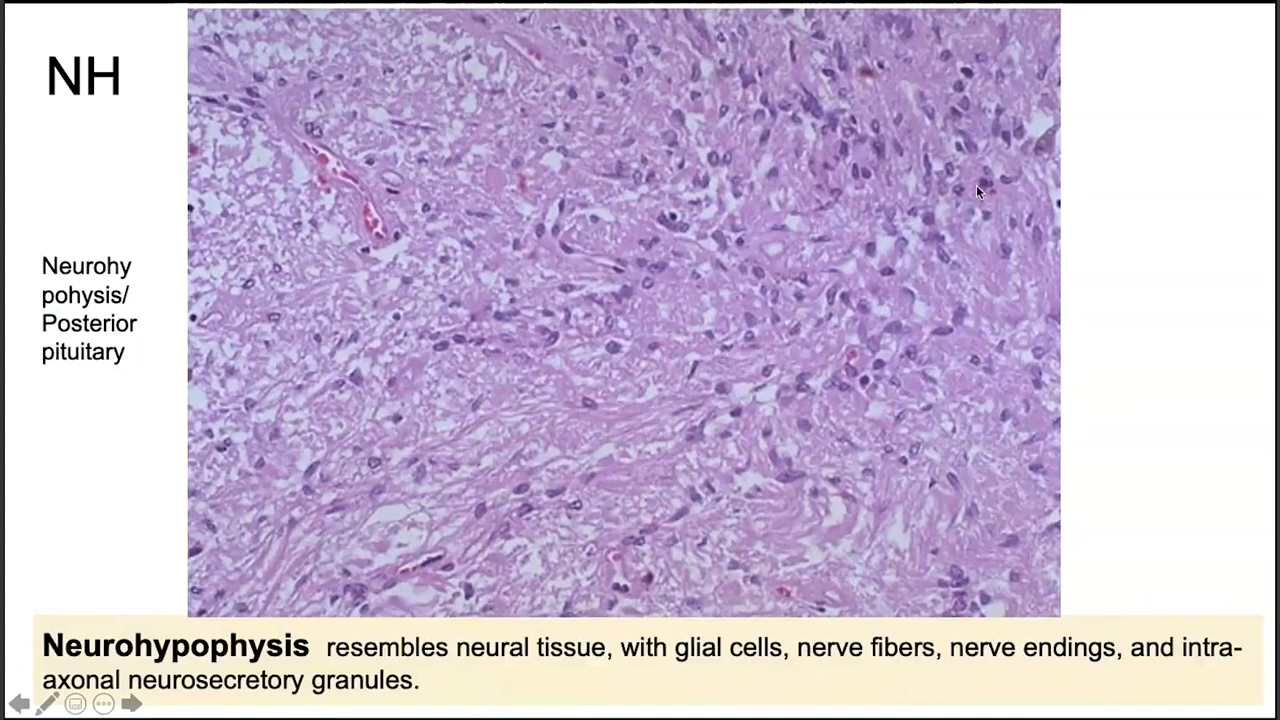 NH
Neurohy
pohysis/
Posterior
pituitary
Neurohypophysis resembles neural tissue, with glial cells, nerve fibers, nerve endings, and intra-
axonal neurosecretory granules.